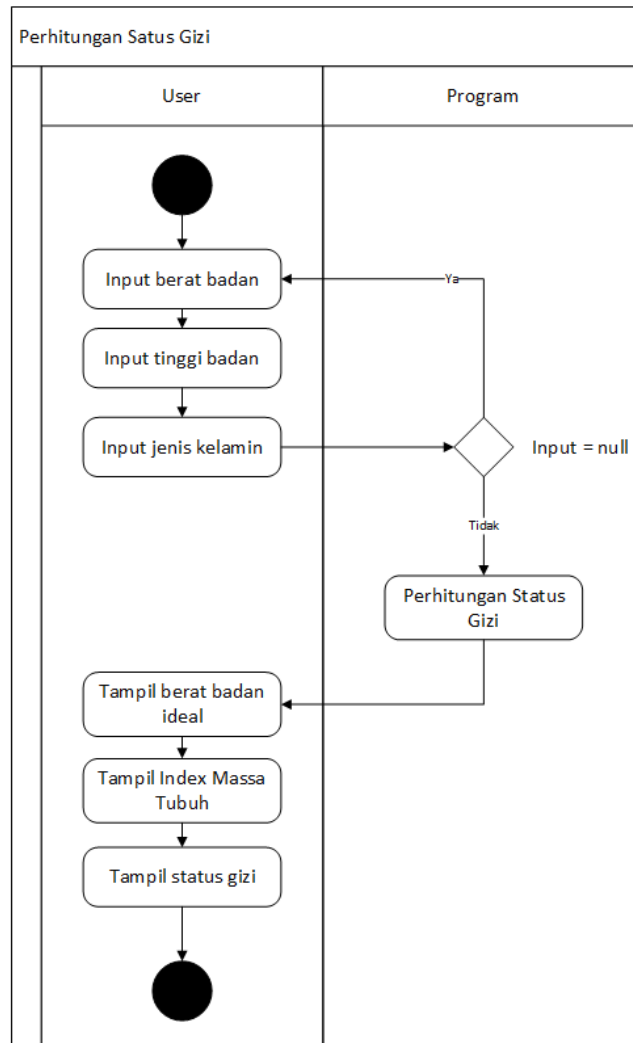 Perhitungan Satus Gizi
User
Program
Input berat badan
Ya
Input tinggi badan
Input jenis kelamin
Input = null
Tidak
Perhitungan Status
Gizi
Tampil berat badan
ideal
Tampil Index Massa
Tubuh
Tampil status gizi